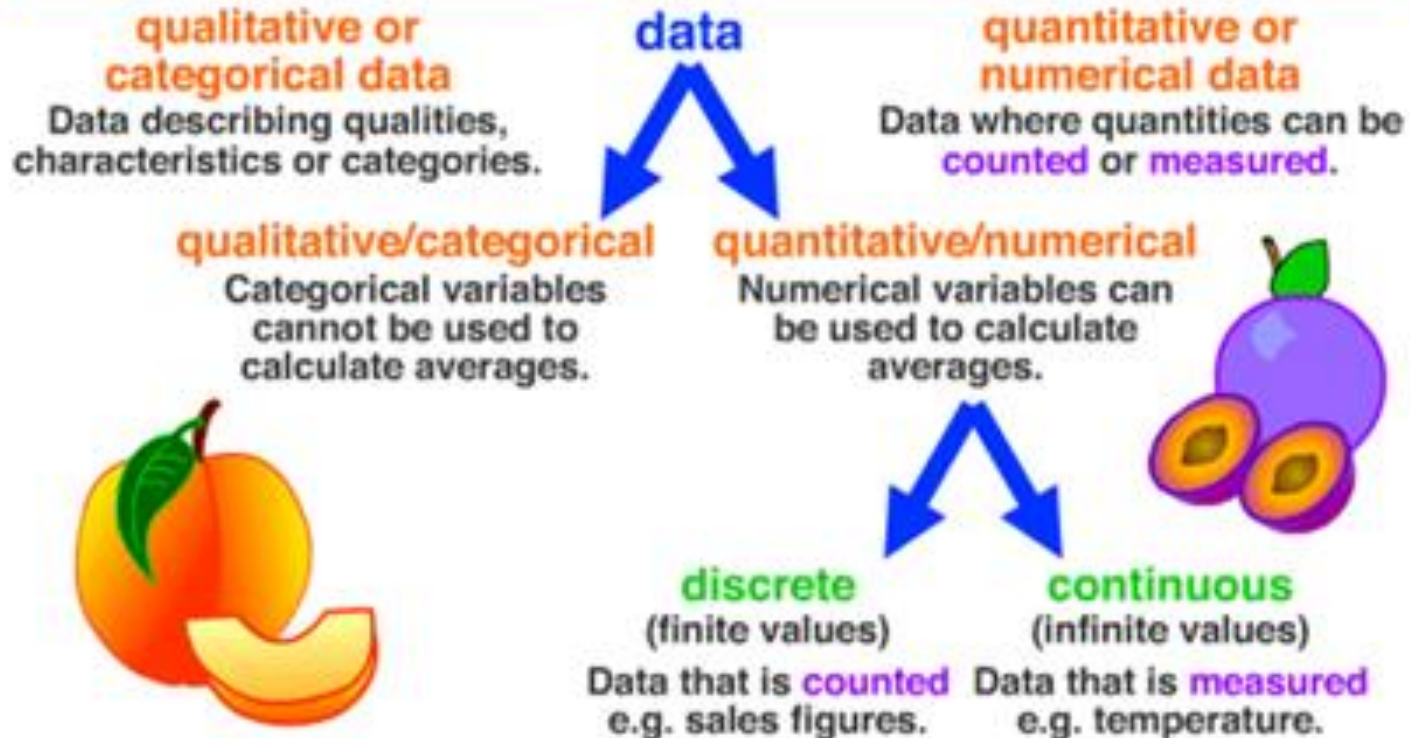 data
qualitative or
categorical data
Data describing qualities,
characteristics or categories.
quantitative or
numerical data
Data where quantities can be
counted or measured.
qualitative/categorical
Categorical variables
cannot be used to
calculate averages.
quantitative/numerical
Numerical variables can
be used to calculate
averages.
discrete
(finite values)
Data that is counted
e.g. sales figures.
continuous
(infinite values)
Data that is measured
e.g. temperature.